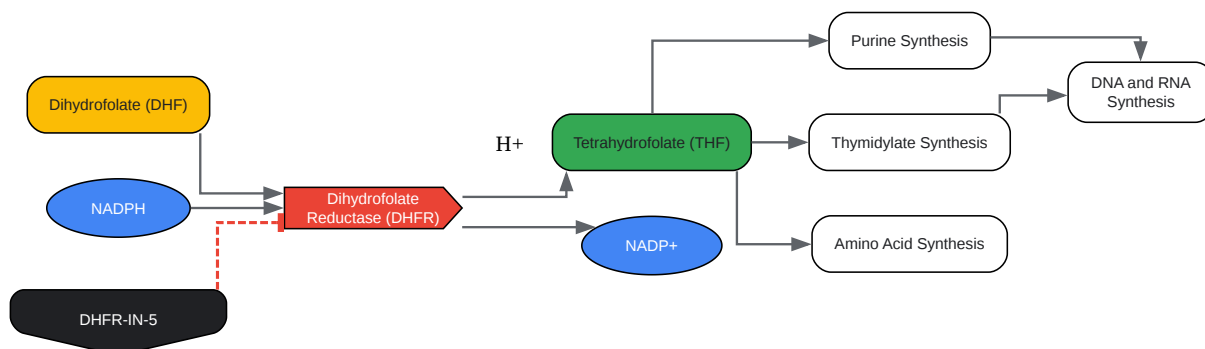 Purine Synthesis
DNA and RNA
Synthesis
Dihydrofolate (DHF)
H+
Tetrahydrofolate (THF)
Thymidylate Synthesis
NADPH
Dihydrofolate
Reductase (DHFR)
NADP+
Amino Acid Synthesis
DHFR-IN-5